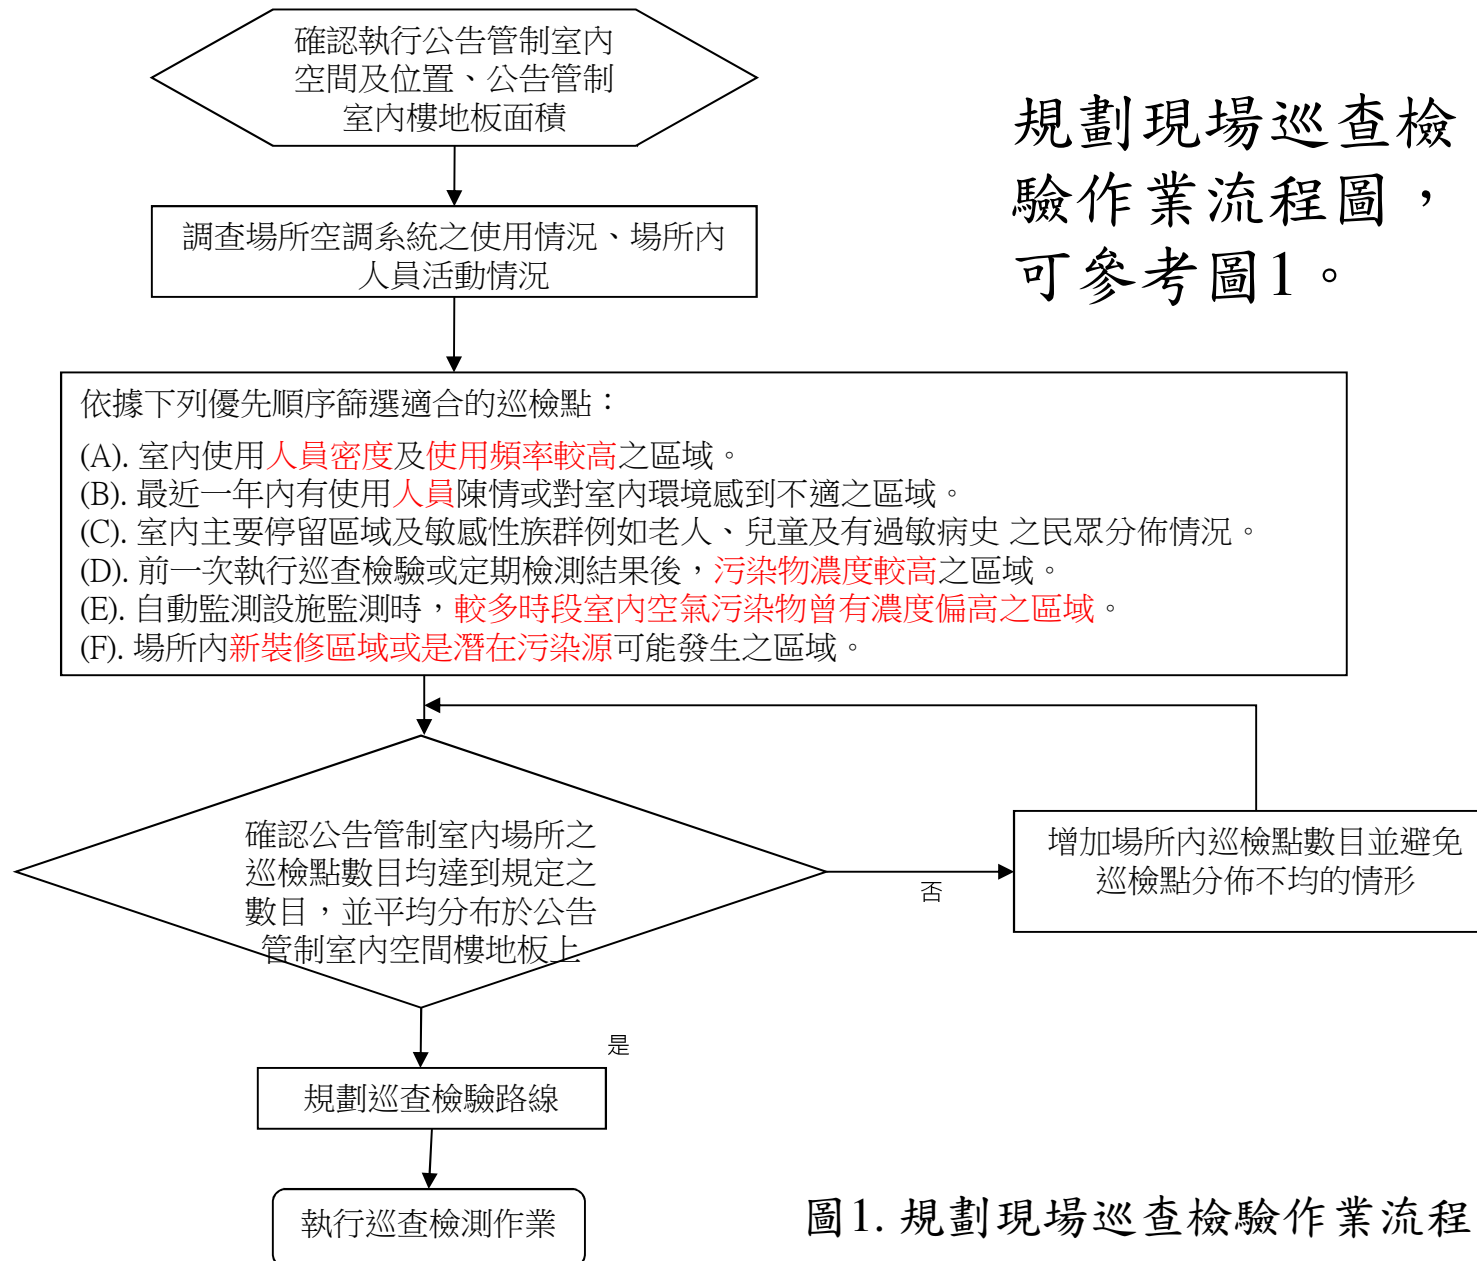 確認執行公告管制室內
空間及位置、公告管制
室內樓地板面積
規劃現場巡查檢
驗作業流程圖，
可參考圖1。
調查場所空調系統之使用情況、場所內
人員活動情況
依據下列優先順序篩選適合的巡檢點：
(A). 室內使用人員密度及使用頻率較高之區域。
(B). 最近一年內有使用人員陳情或對室內環境感到不適之區域。
(C). 室內主要停留區域及敏感性族群例如老人、兒童及有過敏病史 之民眾分佈情況。
(D). 前一次執行巡查檢驗或定期檢測結果後，污染物濃度較高之區域。
(E). 自動監測設施監測時，較多時段室內空氣污染物曾有濃度偏高之區域。
(F). 場所內新裝修區域或是潛在污染源可能發生之區域。
確認公告管制室內場所之
巡檢點數目均達到規定之
數目，並平均分布於公告
管制室內空間樓地板上
否
增加場所內巡檢點數目並避免
巡檢點分佈不均的情形
是
規劃巡查檢驗路線
執行巡查檢測作業
圖1. 規劃現場巡查檢驗作業流程